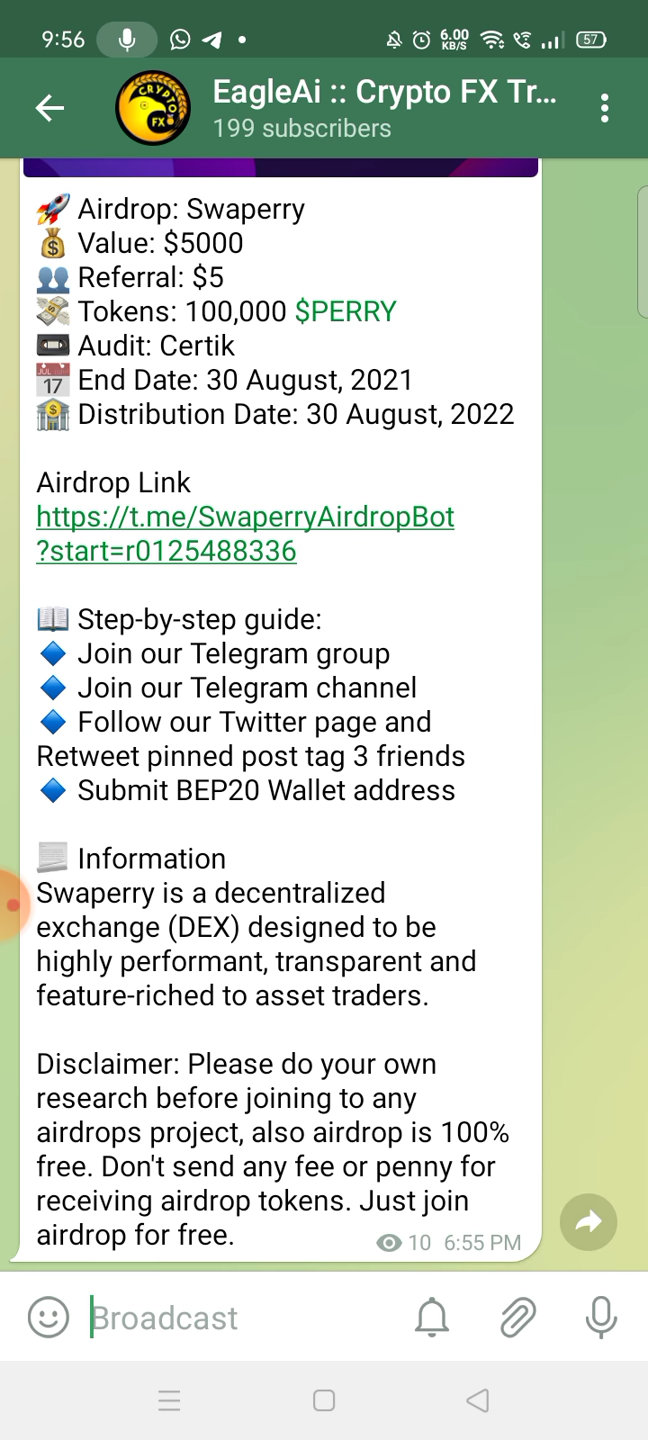 9:56
6.00
KB/S
57
EagleAi :: Crypto FX Tr...
199 subscribers
CRYPTO
FX
🚀 Airdrop: Swaperry
💰 Value: $5000
👥 Referral: $5
💸 Tokens: 100,000 $PERRY
📼 Audit: Certik
📅 End Date: 30 August, 2021
🏦 Distribution Date: 30 August, 2022
Airdrop Link
https://t.me/SwaperryAirdropBot
?start=r0125488336
📖 Step-by-step guide:
🔷 Join our Telegram group
🔷 Join our Telegram channel
🔷 Follow our Twitter page and
Retweet pinned post tag 3 friends
🔷 Submit BEP20 Wallet address
📃 Information
Swaperry is a decentralized
exchange (DEX) designed to be
highly performant, transparent and
feature-riched to asset traders.
Disclaimer: Please do your own
research before joining to any
airdrops project, also airdrop is 100%
free. Don't send any fee or penny for
receiving airdrop tokens. Just join
airdrop for free.
10 6:55 PM
Broadcast